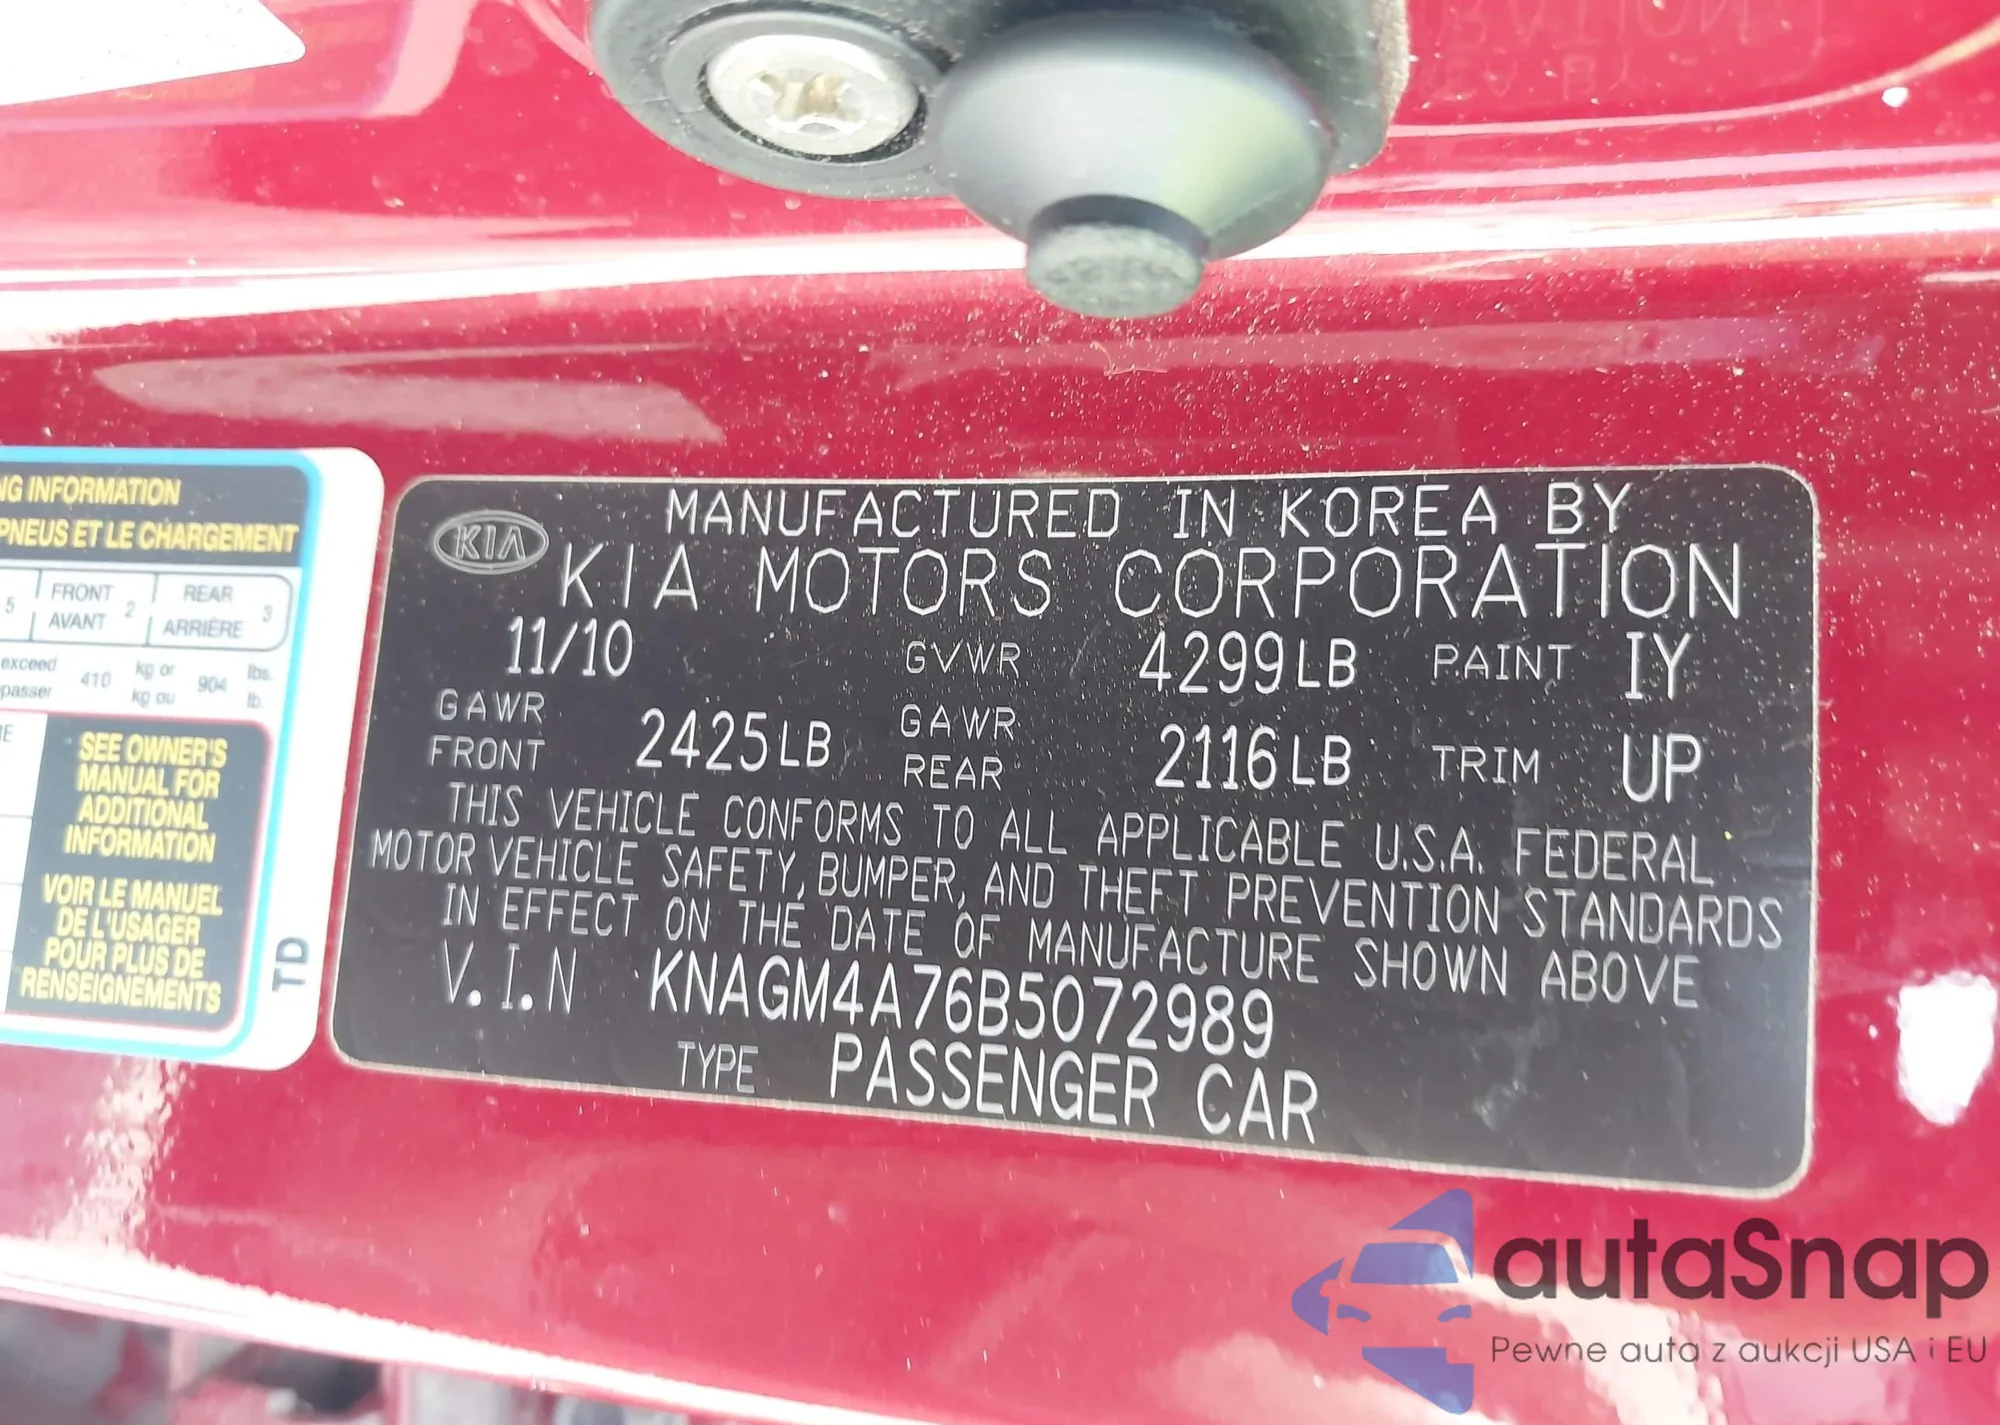 NG INFORMATION
PNEUS ET LE CHARGEMENT
5 FRONT AVANT 2 REAR ARRIÈRE 3
exceed 410 kg or 904 lbs.
kg ou lb.
SEE OWNER'S
MANUAL FOR
ADDITIONAL
INFORMATION
VOIR LE MANUEL
DE L'USAGER
POUR PLUS DE
RENSEIGNEMENTS
TD
KIA
MANUFACTURED IN KOREA BY
KIA MOTORS CORPORATION
11/10 GVWR 4299LB PAINT IY
GAWR FRONT 2425LB GAWR REAR 2116LB TRIM UP
THIS VEHICLE CONFORMS TO ALL APPLICABLE U.S.A. FEDERAL
MOTOR VEHICLE SAFETY, BUMPER, AND THEFT PREVENTION STANDARDS
IN EFFECT ON THE DATE OF MANUFACTURE SHOWN ABOVE
V.I.N KNAGM4A76B5072989
TYPE PASSENGER CAR
autaSnap
Pewne auta z aukcji USA i EU